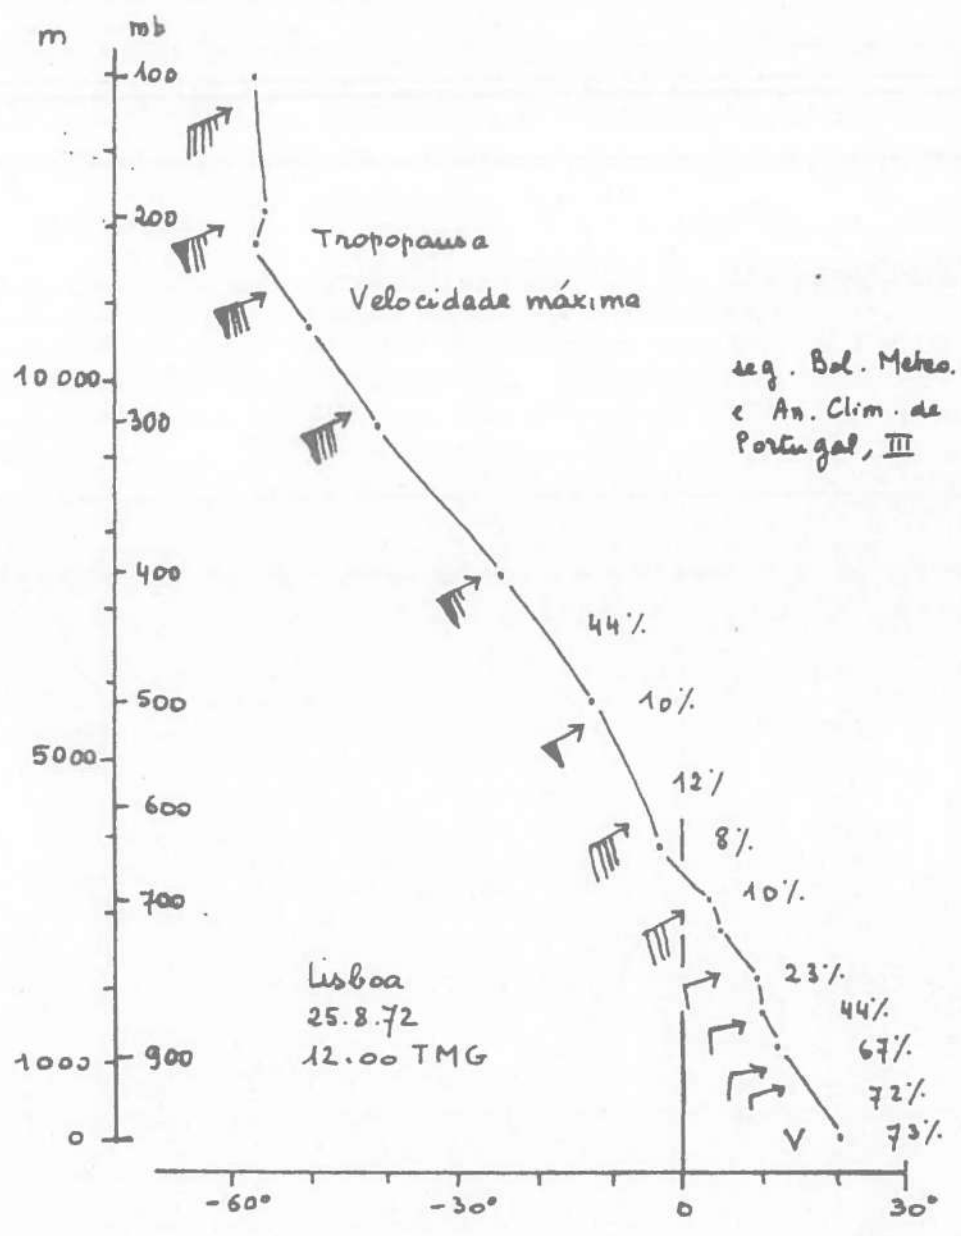 m mb
100
200
Tropopausa
Velocidade máxima
seg. Bol. Meteo.
e An. Clim. de
Portugal, III
10 000
300
400
44%
500
10%
5000
12%
600
8%
700
10%
Lisboa
25.8.72
12.00 TMG
23%
44%
67%
72%
73%
1000
900
0
V
-60° -30° 0 30°